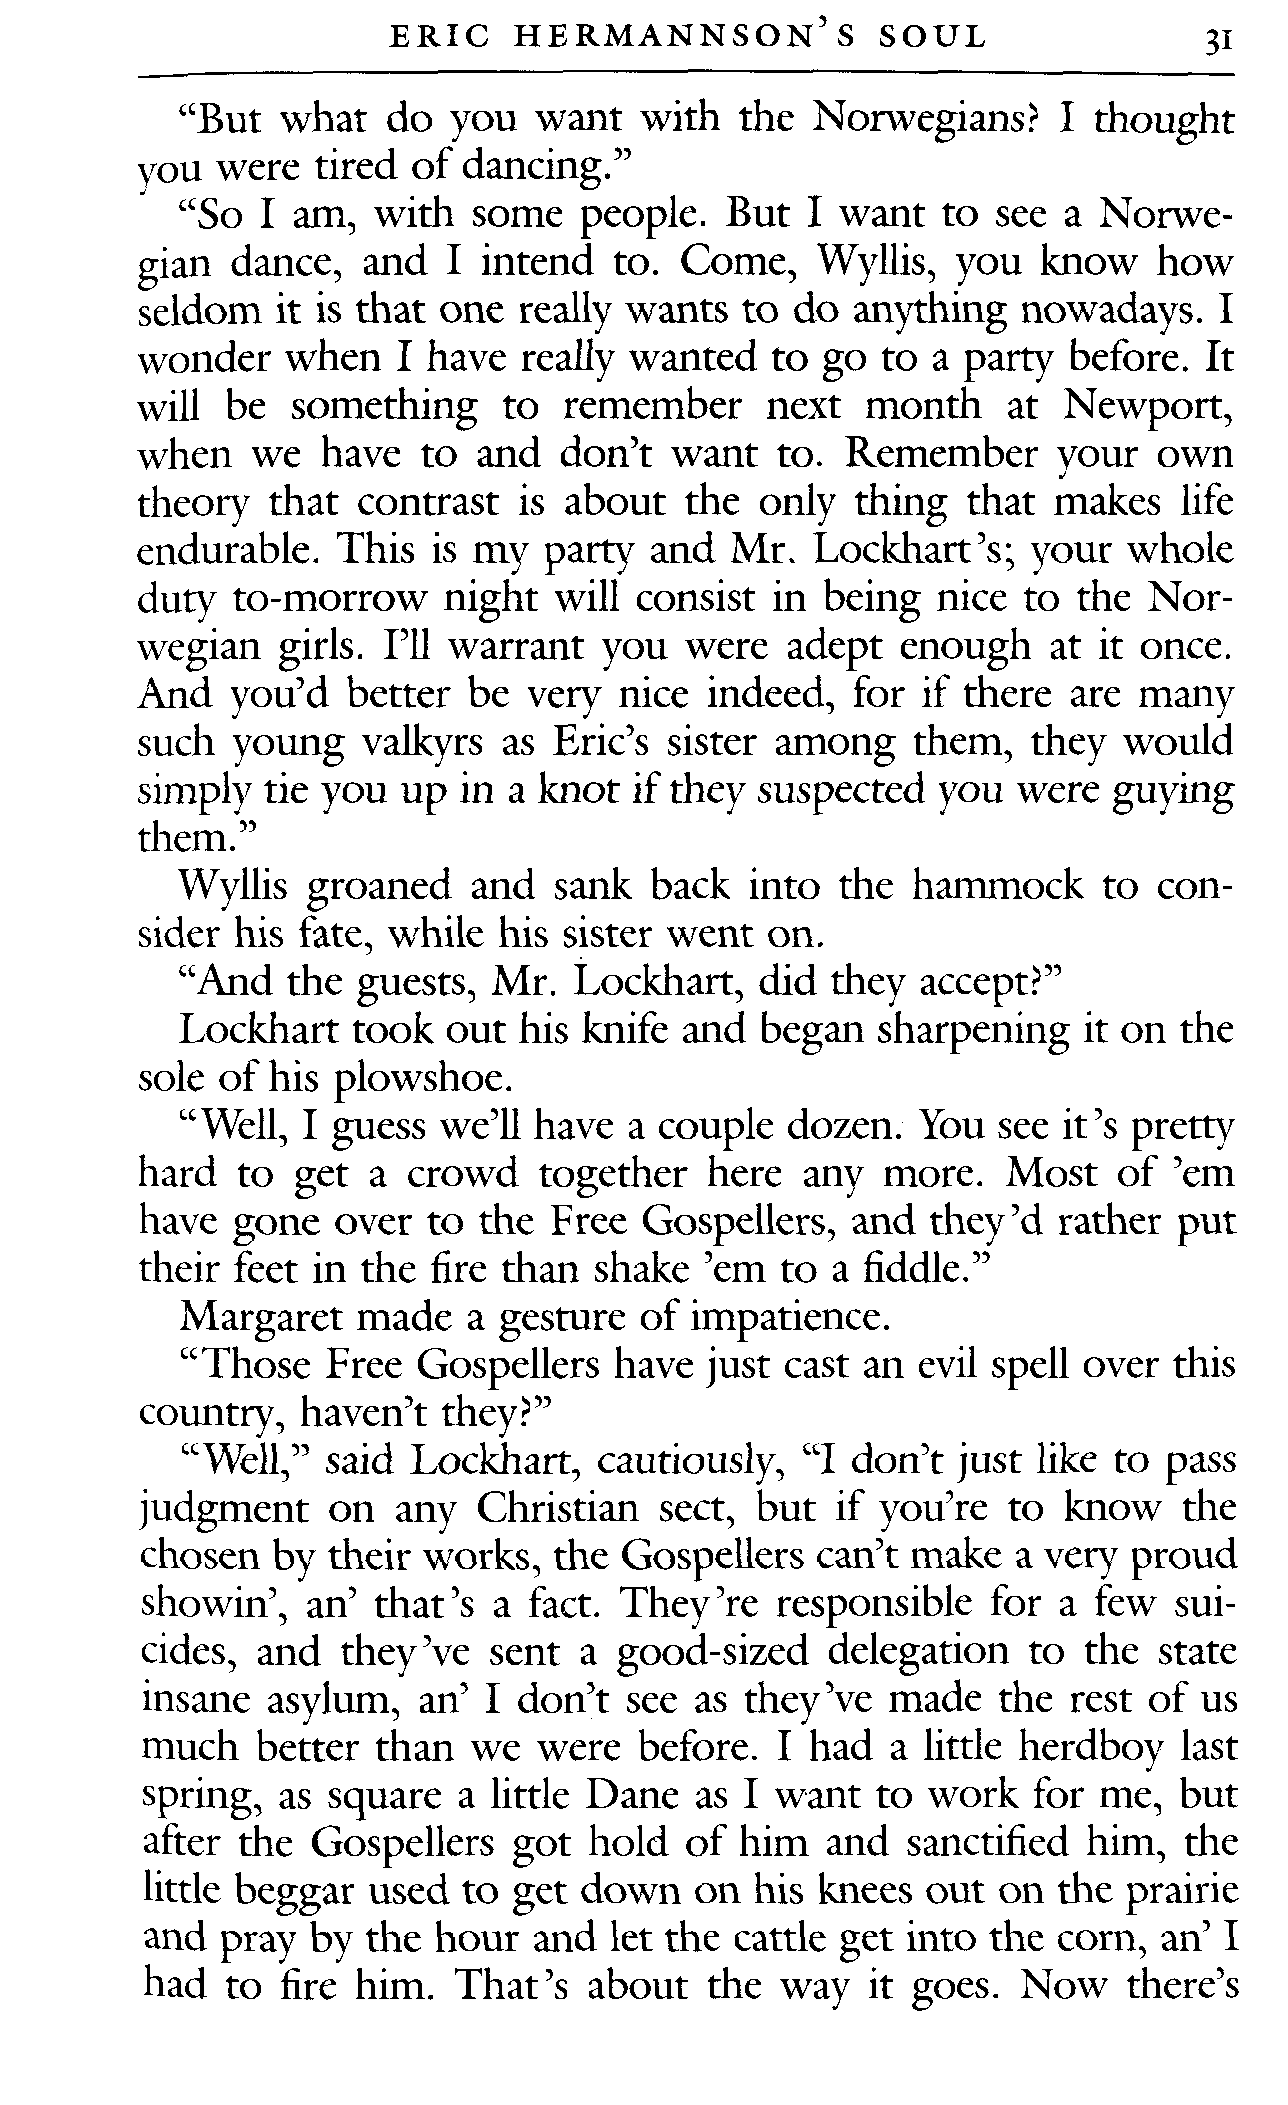 ERIC HERMANNSON'S SOUL 31
“But what do you want with the Norwegians? I thought
you were tired of dancing.”
“So I am, with some people. But I want to see a Norwe-
gian dance, and I intend to. Come, Wyllis, you know how
seldom it is that one really wants to do anything nowadays. I
wonder when I have really wanted to go to a party before. It
will be something to remember next month at Newport,
when we have to and don’t want to. Remember your own
theory that contrast is about the only thing that makes life
endurable. This is my party and Mr. Lockhart’s; your whole
duty to-morrow night will consist in being nice to the Nor-
wegian girls. I’ll warrant you were adept enough at it once.
And you’d better be very nice indeed, for if there are many
such young valkyrs as Eric’s sister among them, they would
simply tie you up in a knot if they suspected you were guying
them.”
Wyllis groaned and sank back into the hammock to con-
sider his fate, while his sister went on.
“And the guests, Mr. Lockhart, did they accept?”
Lockhart took out his knife and began sharpening it on the
sole of his plowshoe.
“Well, I guess we’ll have a couple dozen. You see it’s pretty
hard to get a crowd together here any more. Most of ’em
have gone over to the Free Gospellers, and they’d rather put
their feet in the fire than shake ’em to a fiddle.”
Margaret made a gesture of impatience.
“Those Free Gospellers have just cast an evil spell over this
country, haven’t they?”
“Well,” said Lockhart, cautiously, “I don’t just like to pass
judgment on any Christian sect, but if you’re to know the
chosen by their works, the Gospellers can’t make a very proud
showin’, an’ that’s a fact. They’re responsible for a few sui-
cides, and they’ve sent a good-sized delegation to the state
insane asylum, an’ I don’t see as they’ve made the rest of us
much better than we were before. I had a little herdboy last
spring, as square a little Dane as I want to work for me, but
after the Gospellers got hold of him and sanctified him, the
little beggar used to get down on his knees out on the prairie
and pray by the hour and let the cattle get into the corn, an’ I
had to fire him. That’s about the way it goes. Now there’s